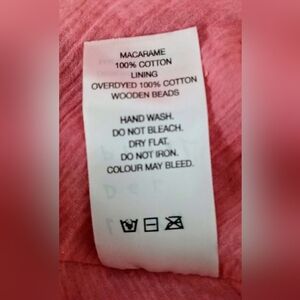 MACARAME
100% COTTON
LINING
OVERDYED 100% COTTON
WOODEN BEADS
HAND WASH.
DO NOT BLEACH.
DRY FLAT.
DO NOT IRON.
COLOUR MAY BLEED.